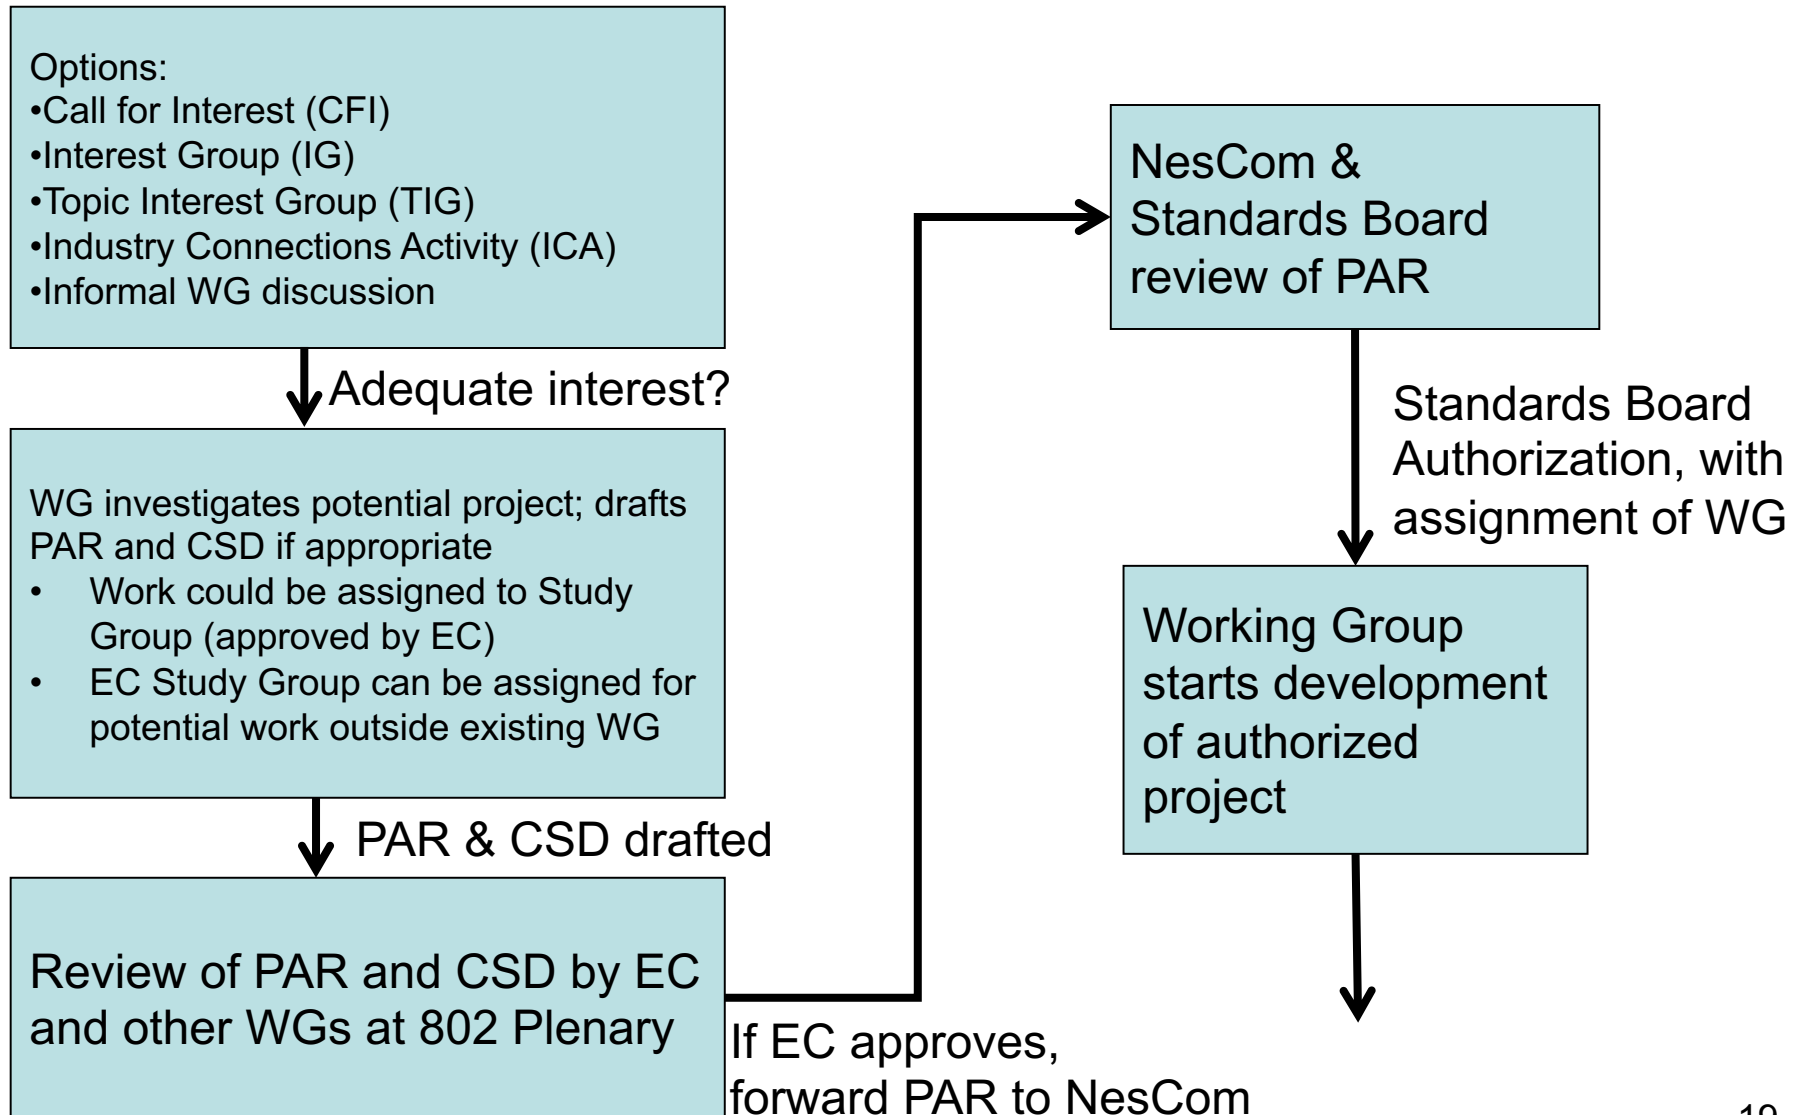 Options:
•Call for Interest (CFI)
•Interest Group (IG)
•Topic Interest Group (TIG)
•Industry Connections Activity (ICA)
•Informal WG discussion
Adequate interest?
WG investigates potential project; drafts
PAR and CSD if appropriate
• Work could be assigned to Study
Group (approved by EC)
• EC Study Group can be assigned for
potential work outside existing WG
PAR & CSD drafted
Review of PAR and CSD by EC
and other WGs at 802 Plenary
If EC approves,
forward PAR to NesCom
NesCom &
Standards Board
review of PAR
Standards Board
Authorization, with
assignment of WG
Working Group
starts development
of authorized
project